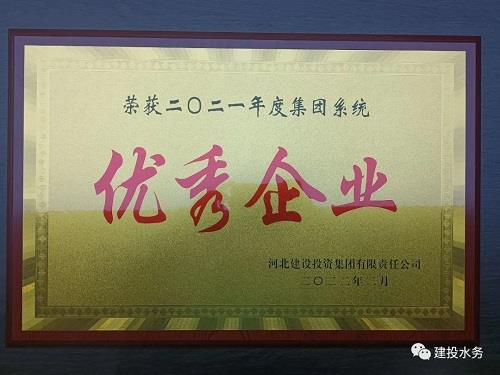 荣获二〇二一年度集团系统
优秀企业
河北建设投资集团有限责任公司
二〇二二年二月
建投水务